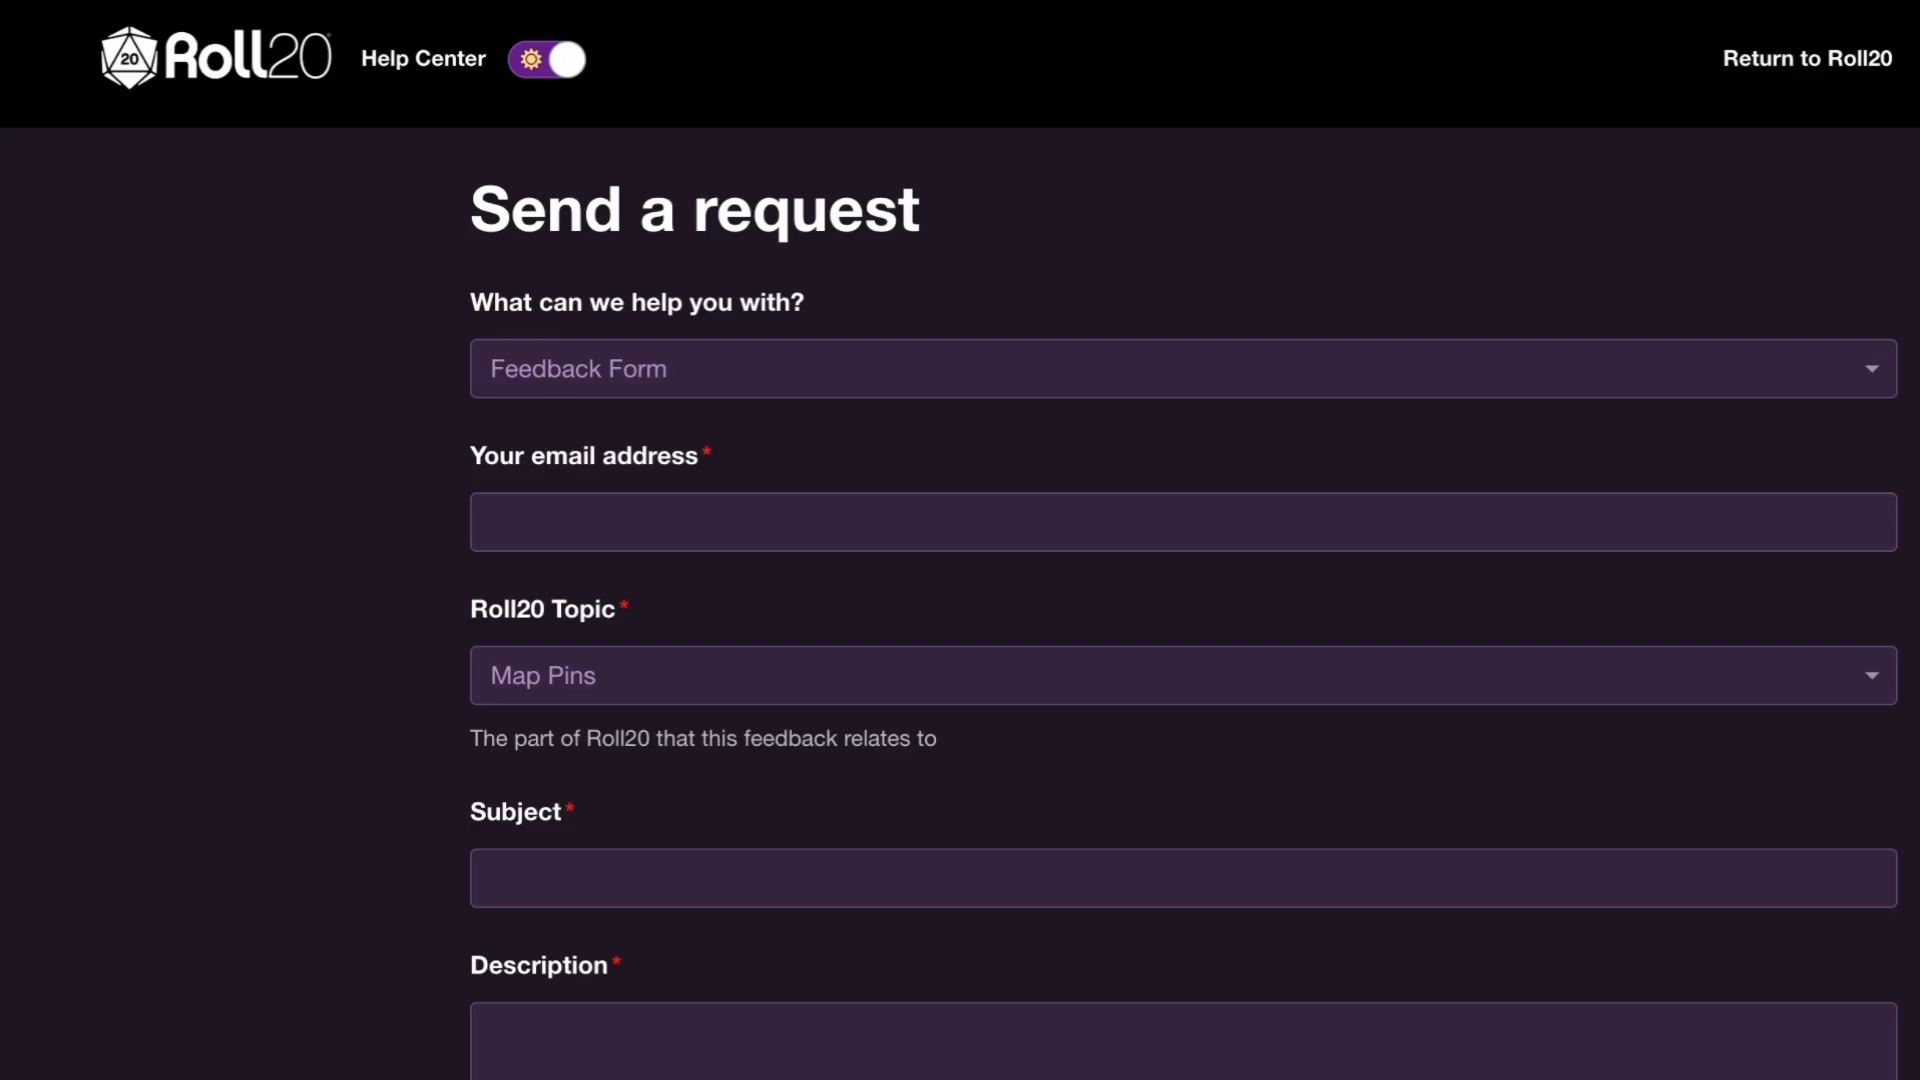 20 Roll20 Help Center Return to Roll20
Send a request
What can we help you with?
Feedback Form
Your email address*
Roll20 Topic*
Map Pins
The part of Roll20 that this feedback relates to
Subject*
Description*